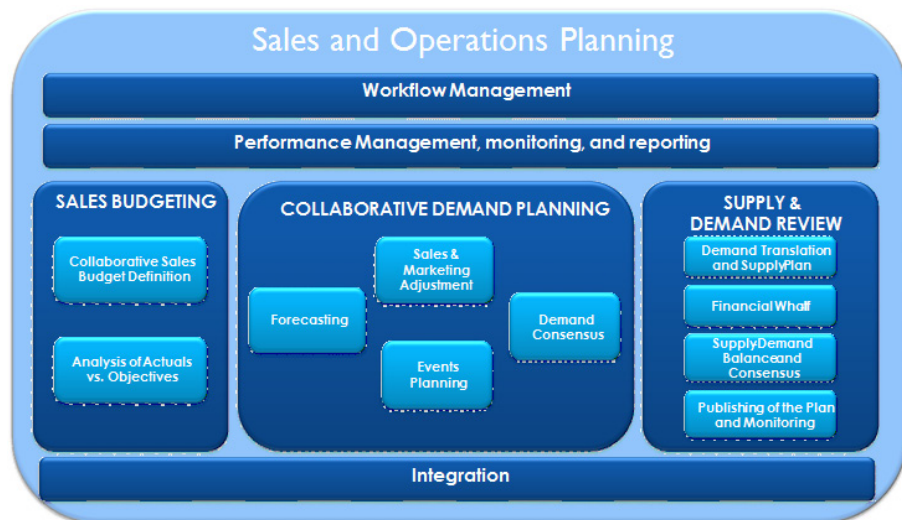 Sales and Operations Planning
Workflow Management
Performance Management, monitoring, and reporting
SALES BUDGETING
Collaborative Sales
Budget Definition
Analysis of Actuals
vs. Objectives
COLLABORATIVE DEMAND PLANNING
Forecasting
Sales &
Marketing
Adjustment
Events
Planning
Demand
Consensus
SUPPLY &
DEMAND REVIEW
Demand Translation
and SupplyPlan
Financial WhatIf
SupplyDemand
Balanceand
Consensus
Publishing of the Plan
and Monitoring
Integration